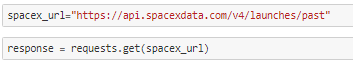 spacex_url="https://api.spacexdata.com/v4/launches/past"
response = requests.get(spacex_url)